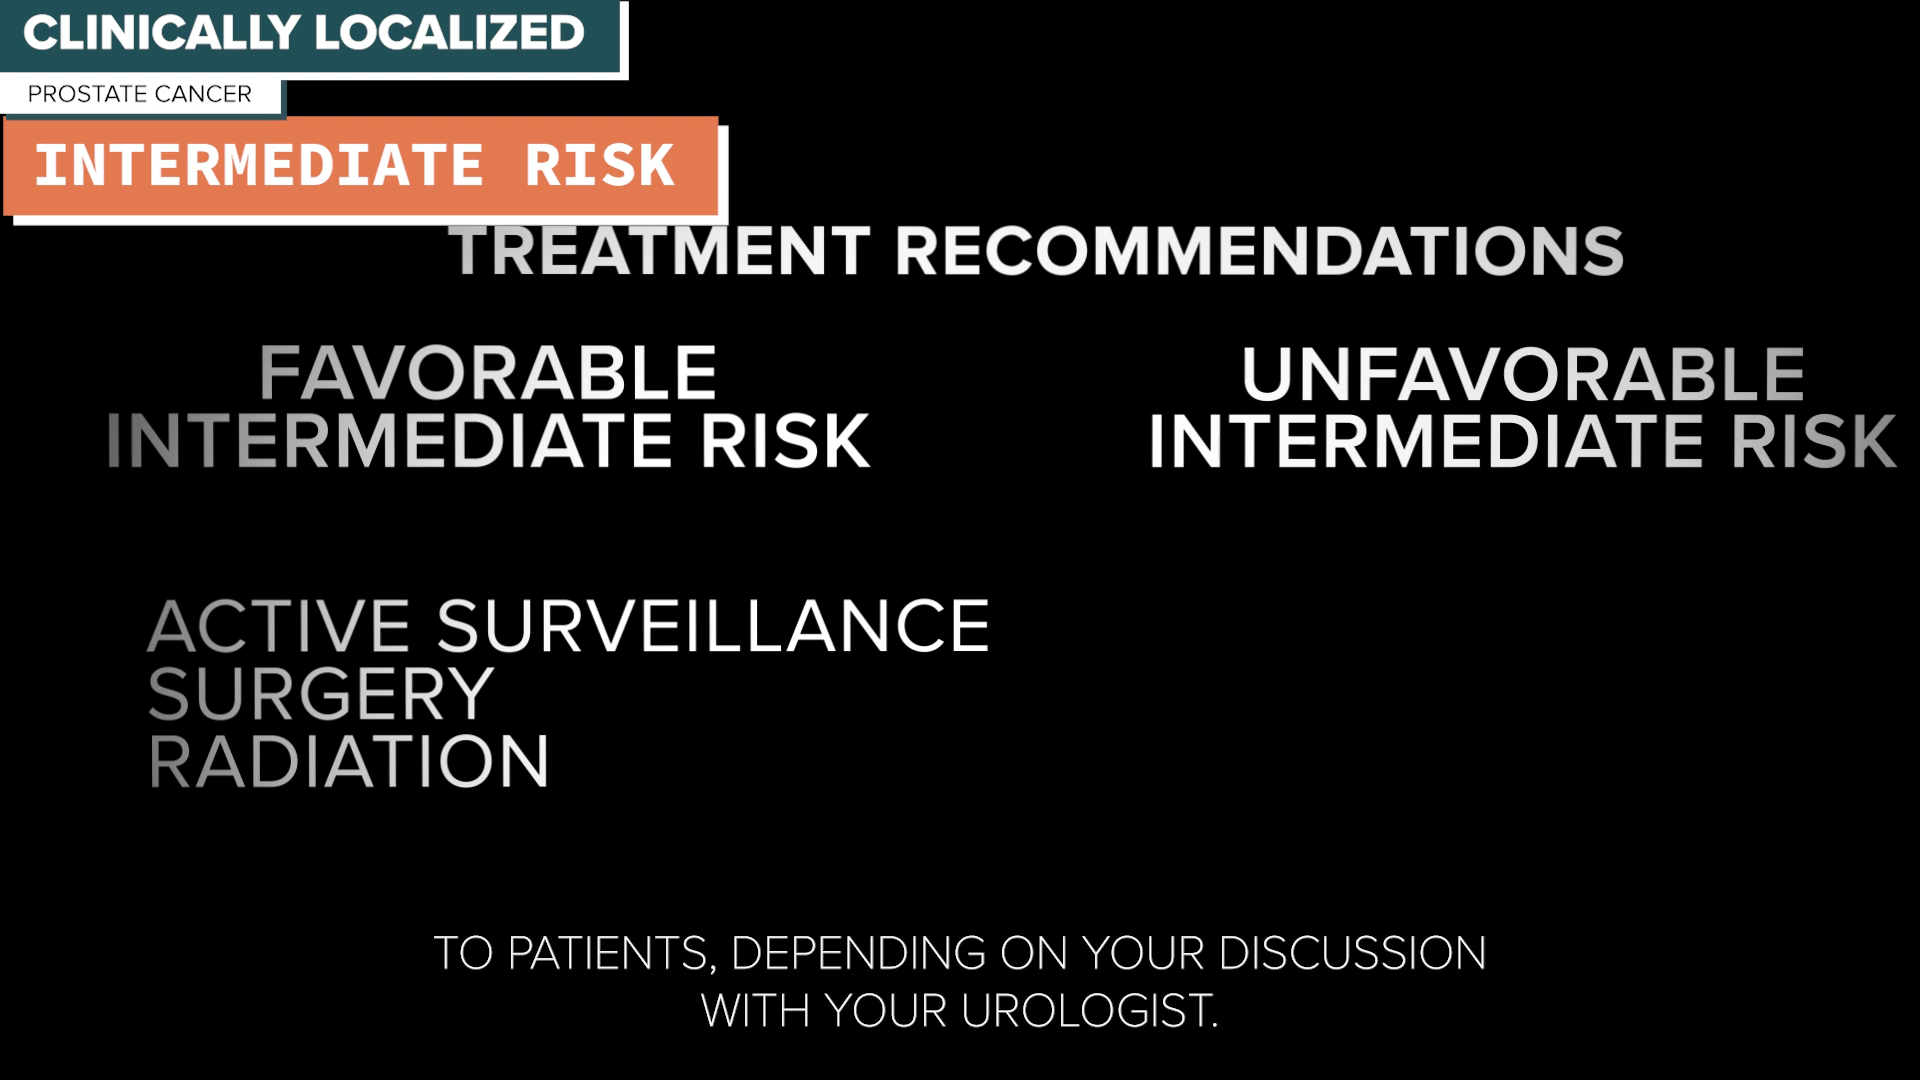 CLINICALLY LOCALIZED
PROSTATE CANCER
INTERMEDIATE RISK
TREATMENT RECOMMENDATIONS
FAVORABLE
INTERMEDIATE RISK
UNFAVORABLE
INTERMEDIATE RISK
ACTIVE SURVEILLANCE
SURGERY
RADIATION
TO PATIENTS, DEPENDING ON YOUR DISCUSSION
WITH YOUR UROLOGIST.